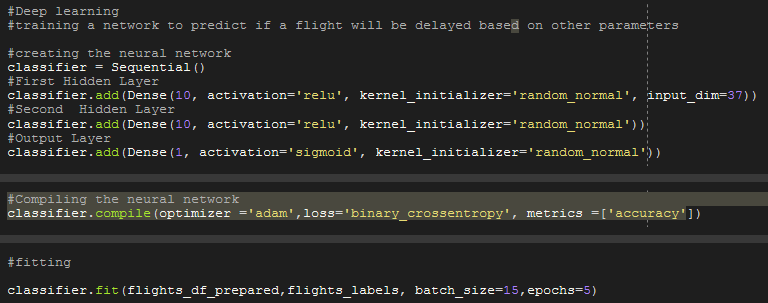 #Deep learning
#training a network to predict if a flight will be delayed based on other parameters
#creating the neural network
classifier = Sequential()
#First Hidden Layer
classifier.add(Dense(10, activation='relu', kernel_initializer='random_normal', input_dim=37))
#Second  Hidden Layer
classifier.add(Dense(10, activation='relu', kernel_initializer='random_normal'))
#Output Layer
classifier.add(Dense(1, activation='sigmoid', kernel_initializer='random_normal'))
#Compiling the neural network
classifier.compile(optimizer ='adam',loss='binary_crossentropy', metrics =['accuracy'])
#fitting
classifier.fit(flights_df_prepared,flights_labels, batch_size=15,epochs=5)